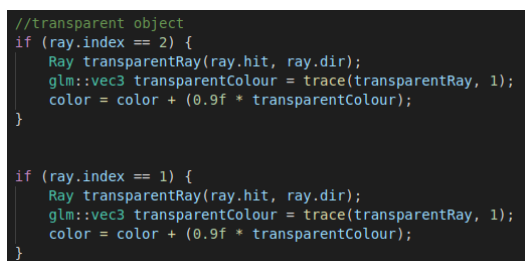 //transparent object
if (ray.index == 2) {
    Ray transparentRay(ray.hit, ray.dir);
    glm::vec3 transparentColour = trace(transparentRay, 1);
    color = color + (0.9f * transparentColour);
}
if (ray.index == 1) {
    Ray transparentRay(ray.hit, ray.dir);
    glm::vec3 transparentColour = trace(transparentRay, 1);
    color = color + (0.9f * transparentColour);
}